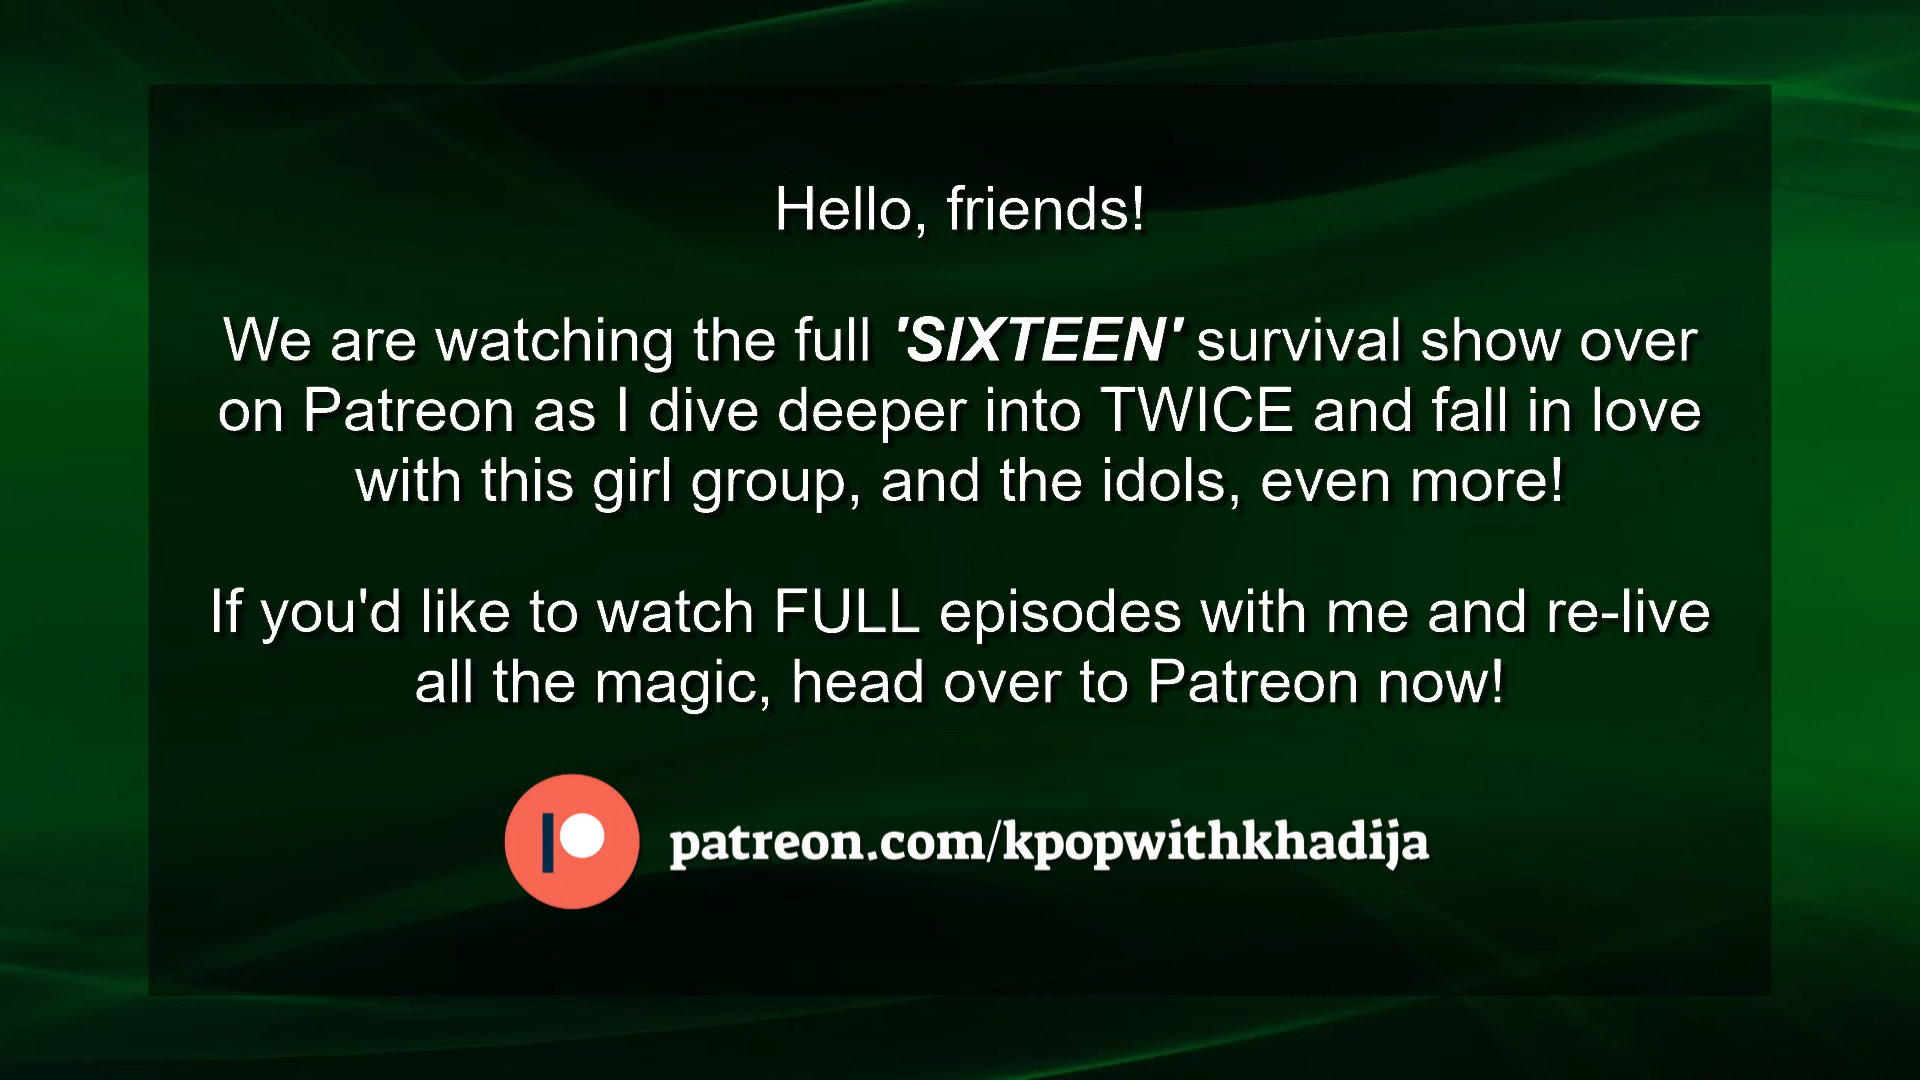 Hello, friends!
We are watching the full 'SIXTEEN' survival show over
on Patreon as I dive deeper into TWICE and fall in love
with this girl group, and the idols, even more!
If you'd like to watch FULL episodes with me and re-live
all the magic, head over to Patreon now!
patreon.com/kpopwithkhadija